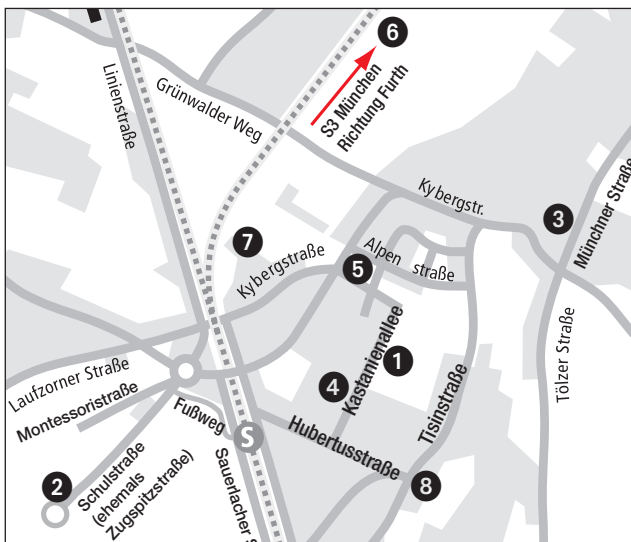 6
S3 München
Richtung Furth
Linienstraße
Grünwalder Weg
Kybergstr.
3
Münchner Straße
7
Kybergstraße
5
Alpen straße
Tölzer Straße
Kastanienallee
1
4
Tisinstraße
Laufzorner Straße
Montessoristraße
Fußweg
S
Hubertusstraße
8
2
Schulstraße
(ehemals
Zugspitzstraße)
Sauerlacher